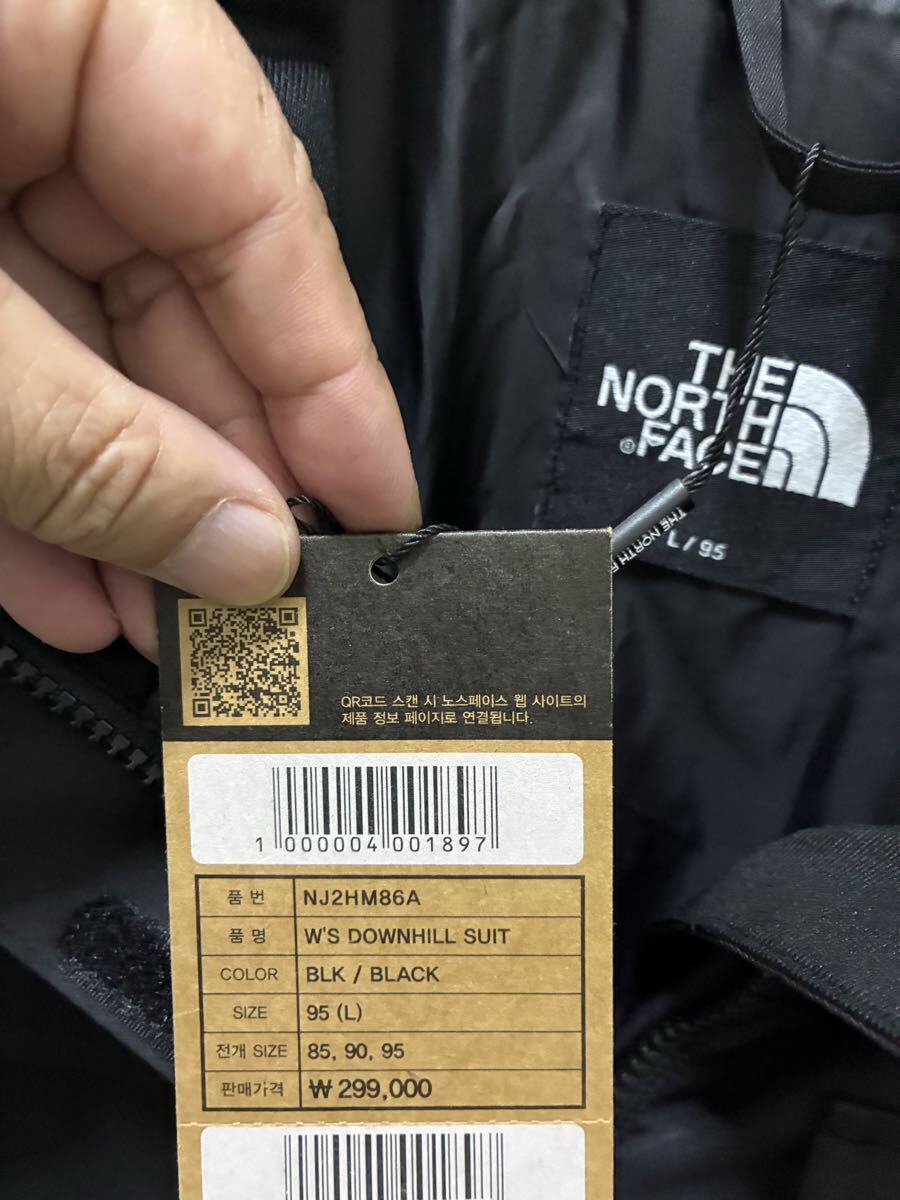 THE
NORTH
FACE
L / 95
THE NORTH
QR코드 스캔 시 노스페이스 웹 사이트의
제품 정보 페이지로 연결됩니다.
1 000004 001897
품 번 NJ2HM86A
품 명 W'S DOWNHILL SUIT
COLOR BLK / BLACK
SIZE 95 (L)
전개 SIZE 85, 90, 95
판매가격 ₩ 299,000